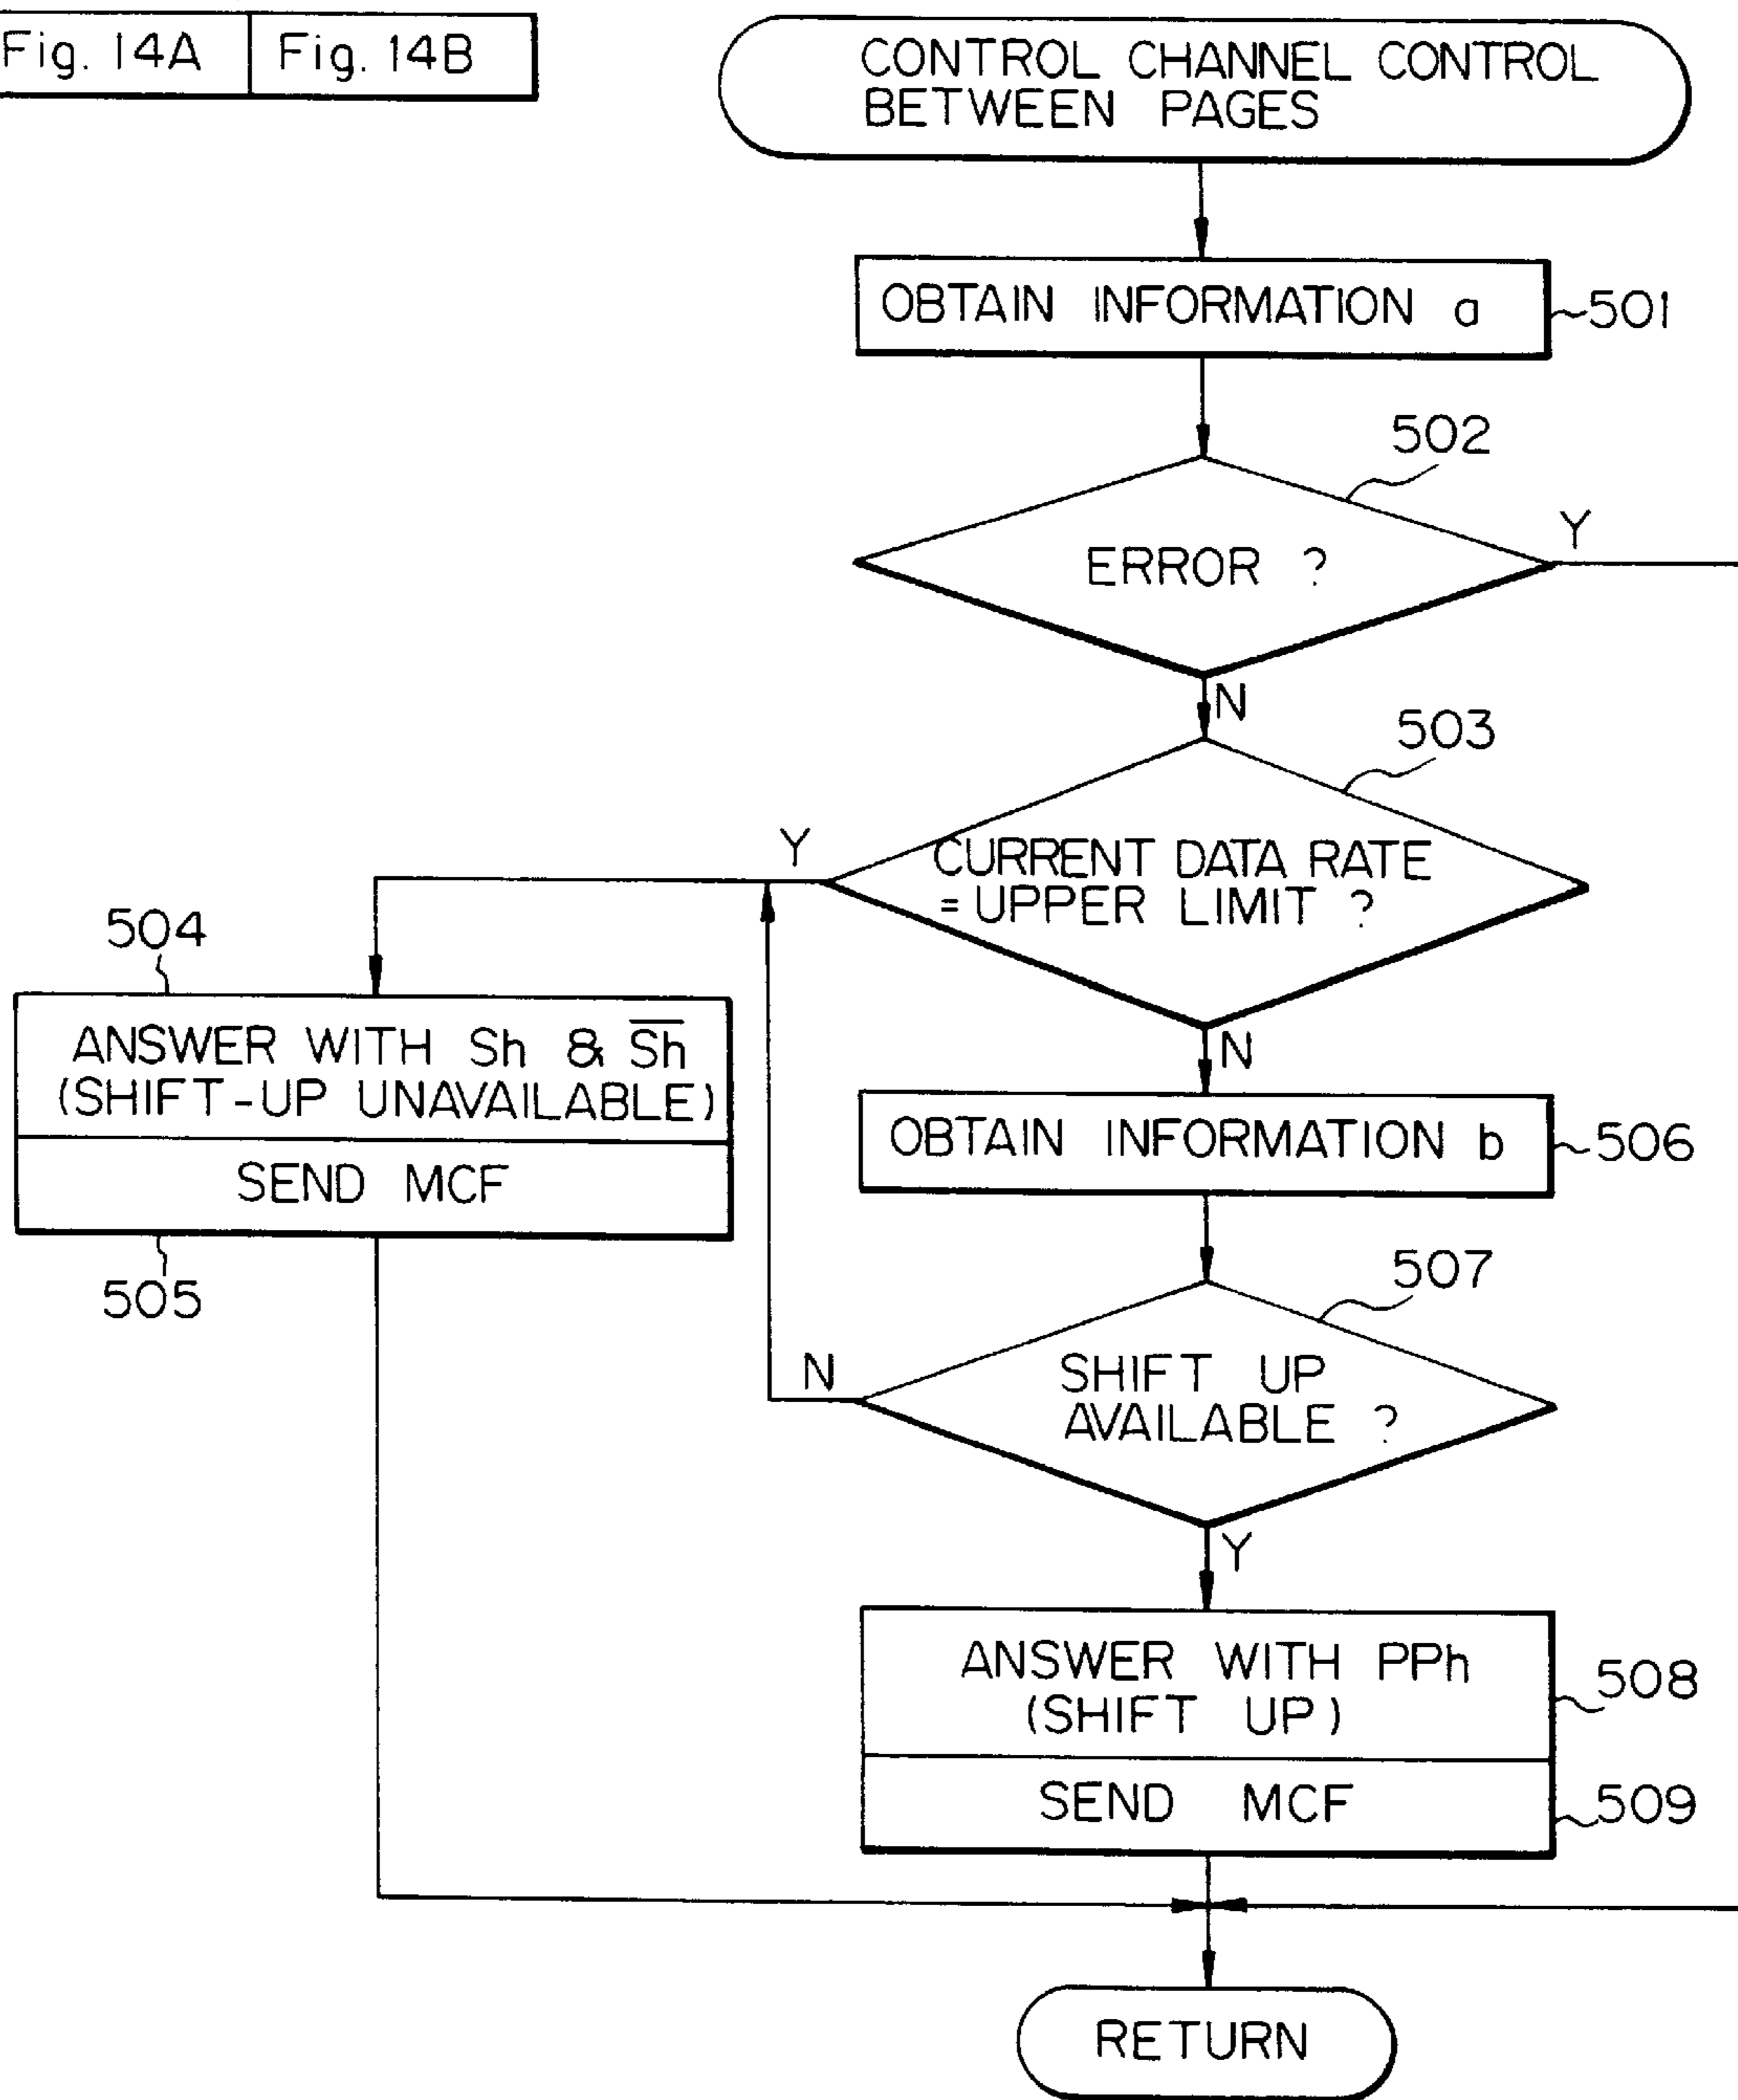 Fig. 14A Fig. 14B
CONTROL CHANNEL CONTROL
BETWEEN PAGES
OBTAIN INFORMATION a
501
502
ERROR ?
Y
N
503
CURRENT DATA RATE
= UPPER LIMIT ?
Y
N
504
ANSWER WITH Sh & S̅h̅
(SHIFT-UP UNAVAILABLE)
SEND MCF
505
OBTAIN INFORMATION b
506
507
SHIFT UP
AVAILABLE ?
N
Y
ANSWER WITH PPh
(SHIFT UP)
508
SEND MCF
509
RETURN